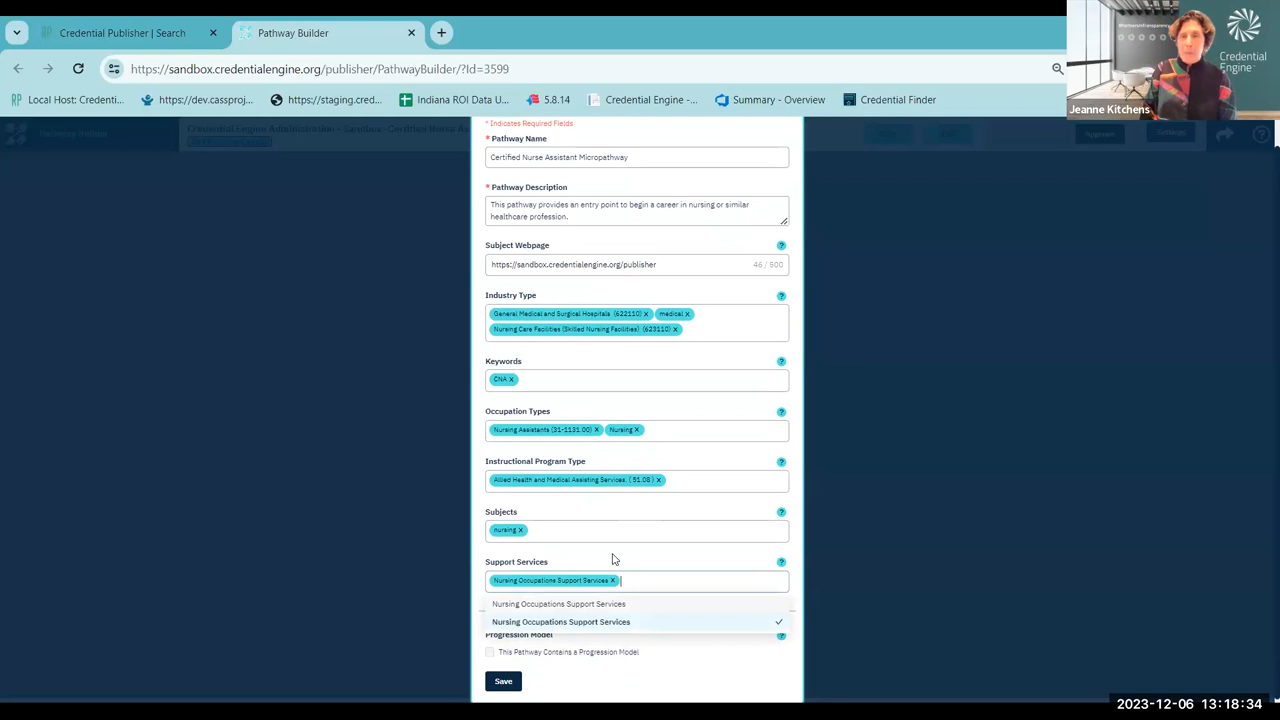 Credential Publisher | Search
Pathway Builder
https://sandbox.credentialengine.org/publisher/PathwayBuilder/?Id=3599
Local Host: Credenti...
https://dev.cassproj...
https://staging.cred...
Indiana ROI Data U...
5.8.14
Credential Engine -...
Summary - Overview
Credential Finder
Credential Engine
Jeanne Kitchens
Pathway Builder
* Indicates Required Fields
* Pathway Name
Certified Nurse Assistant Micropathway
* Pathway Description
This pathway provides an entry point to begin a career in nursing or similar
healthcare profession.
Subject Webpage
https://sandbox.credentialengine.org/publisher
46 / 500
Industry Type
General Medical and Surgical Hospitals (622110) x
medical x
Nursing Care Facilities (Skilled Nursing Facilities) (623110) x
Keywords
CNA x
Occupation Types
Nursing Assistants (31-1131.00) x
Nursing x
Instructional Program Type
Allied Health and Medical Assisting Services. ( 51.08 ) x
Subjects
nursing x
Support Services
Nursing Occupations Support Services x
Nursing Occupations Support Services
Nursing Occupations Support Services
Progression Model
This Pathway Contains a Progression Model
Save
2023-12-06 13:18:34